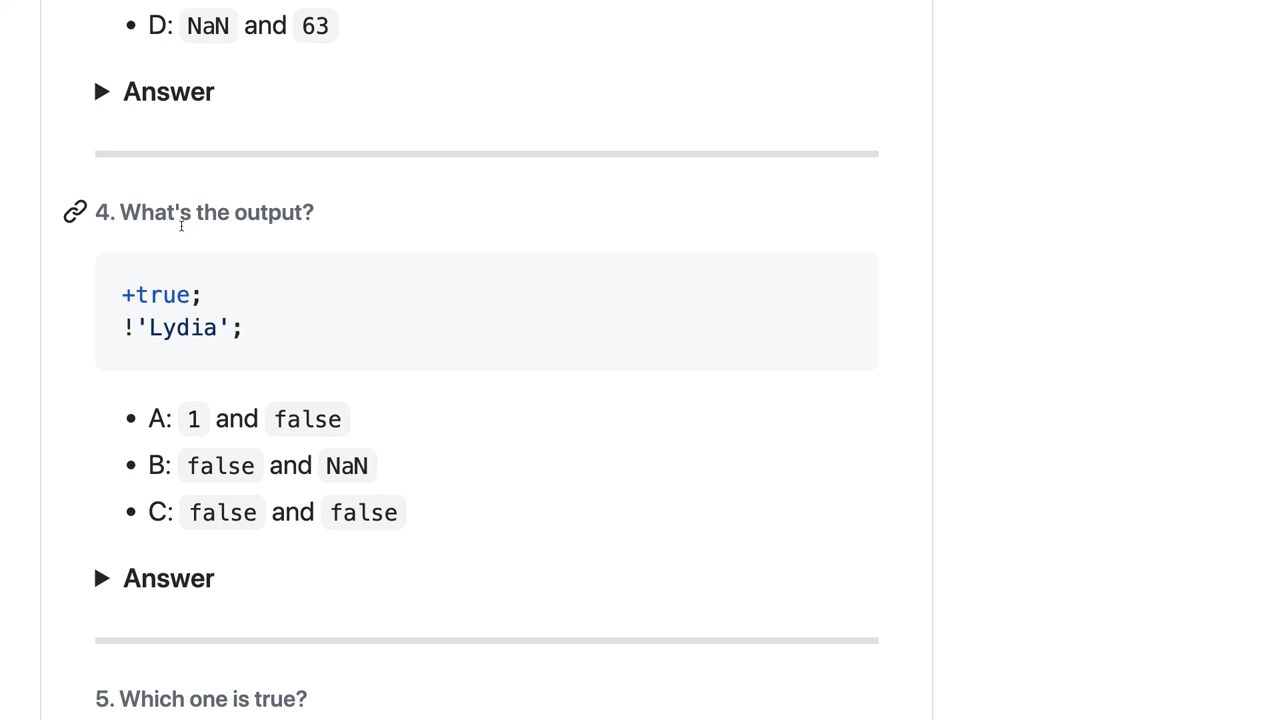 • D: NaN and 63
▶ Answer
4. What's the output?
+true;
!'Lydia';
• A: 1 and false
• B: false and NaN
• C: false and false
▶ Answer
5. Which one is true?